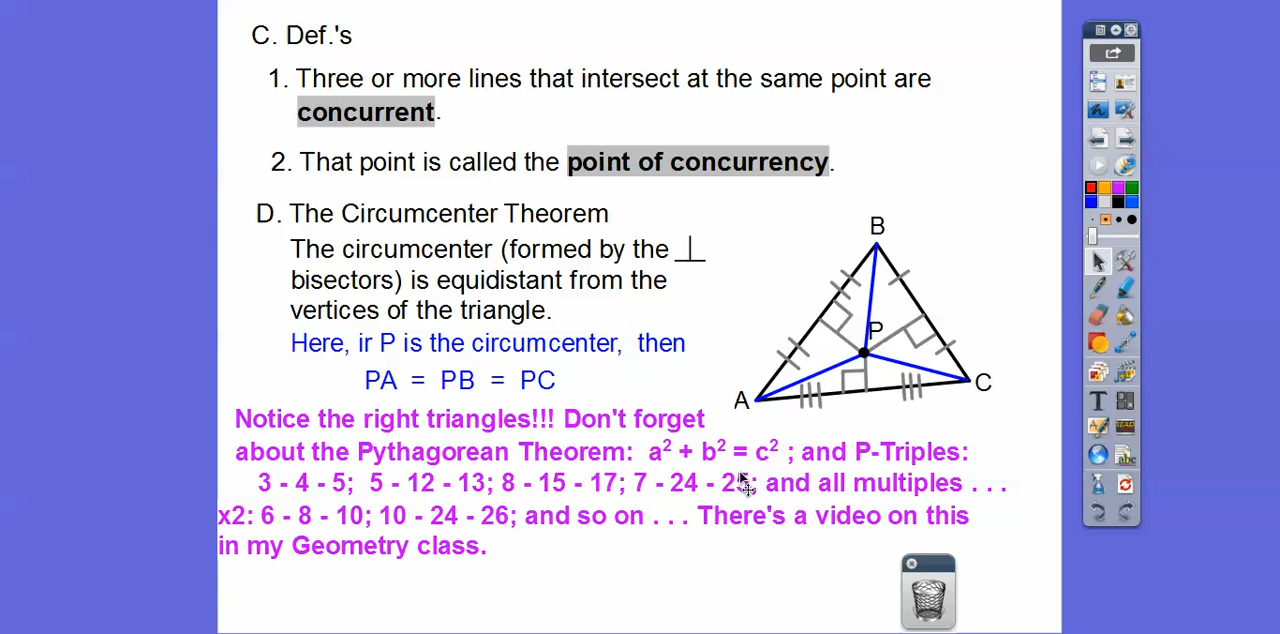 C. Def.'s
1. Three or more lines that intersect at the same point are
concurrent.
2. That point is called the point of concurrency.
D. The Circumcenter Theorem
The circumcenter (formed by the ⊥
bisectors) is equidistant from the
vertices of the triangle.
Here, ir P is the circumcenter, then
PA = PB = PC
B
P
A
C
Notice the right triangles!!! Don't forget
about the Pythagorean Theorem: a² + b² = c² ; and P-Triples:
3 - 4 - 5; 5 - 12 - 13; 8 - 15 - 17; 7 - 24 - 25; and all multiples . . .
x2: 6 - 8 - 10; 10 - 24 - 26; and so on . . . There's a video on this
in my Geometry class.
T